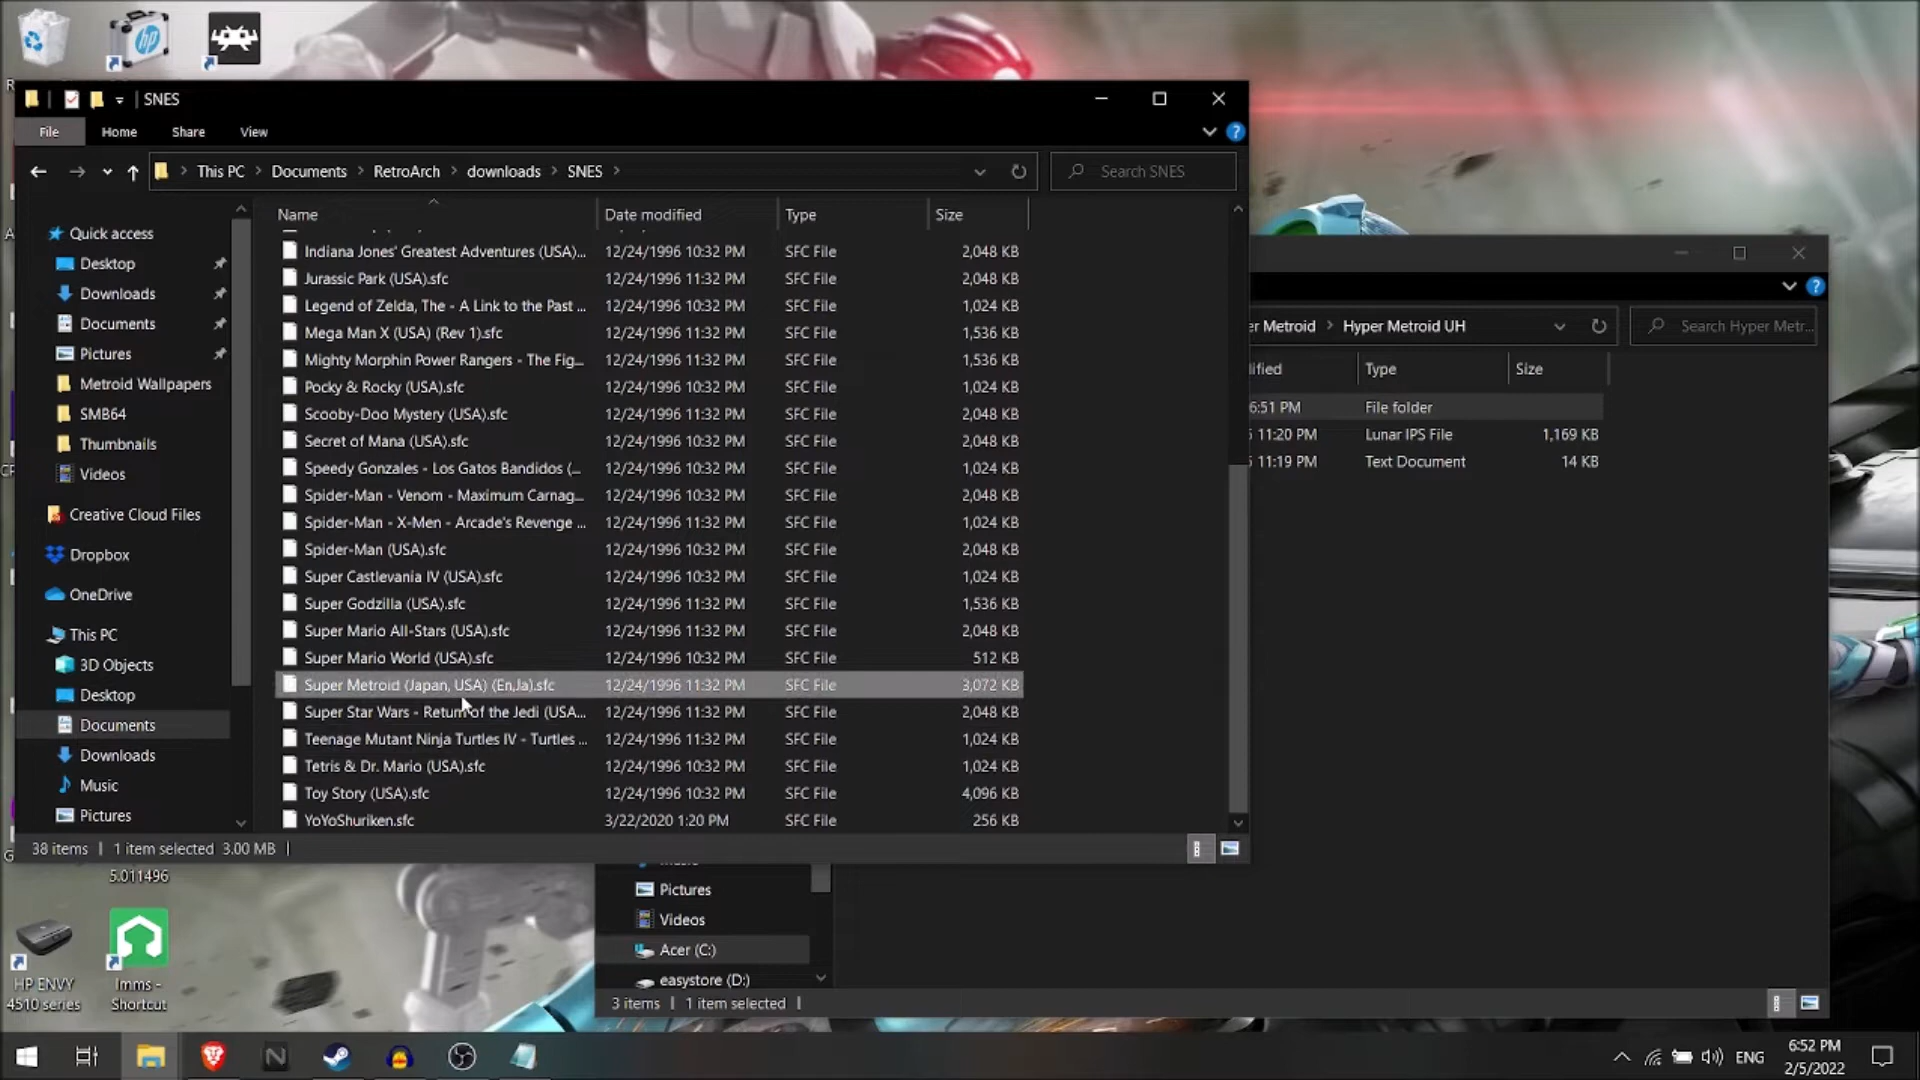 SNES
File Home Share View
This PC Documents RetroArch downloads SNES
Search SNES
Name Date modified Type Size
Quick access
Desktop
Downloads
Documents
Pictures
Metroid Wallpapers
SMB64
Thumbnails
Videos
Creative Cloud Files
Dropbox
OneDrive
This PC
3D Objects
Desktop
Documents
Downloads
Music
Pictures
Indiana Jones' Greatest Adventures (USA)... 12/24/1996 10:32 PM SFC File 2,048 KB
Jurassic Park (USA).sfc 12/24/1996 11:32 PM SFC File 2,048 KB
Legend of Zelda, The - A Link to the Past ... 12/24/1996 10:32 PM SFC File 1,024 KB
Mega Man X (USA) (Rev 1).sfc 12/24/1996 11:32 PM SFC File 1,536 KB
Mighty Morphin Power Rangers - The Fig... 12/24/1996 11:32 PM SFC File 1,536 KB
Pocky & Rocky (USA).sfc 12/24/1996 10:32 PM SFC File 1,024 KB
Scooby-Doo Mystery (USA).sfc 12/24/1996 11:32 PM SFC File 2,048 KB
Secret of Mana (USA).sfc 12/24/1996 10:32 PM SFC File 2,048 KB
Speedy Gonzales - Los Gatos Bandidos (... 12/24/1996 11:32 PM SFC File 1,024 KB
Spider-Man - Venom - Maximum Carnag... 12/24/1996 10:32 PM SFC File 2,048 KB
Spider-Man - X-Men - Arcade's Revenge ... 12/24/1996 11:32 PM SFC File 1,024 KB
Spider-Man (USA).sfc 12/24/1996 10:32 PM SFC File 2,048 KB
Super Castlevania IV (USA).sfc 12/24/1996 11:32 PM SFC File 1,024 KB
Super Godzilla (USA).sfc 12/24/1996 11:32 PM SFC File 1,536 KB
Super Mario All-Stars (USA).sfc 12/24/1996 11:32 PM SFC File 2,048 KB
Super Mario World (USA).sfc 12/24/1996 10:32 PM SFC File 512 KB
Super Metroid (Japan, USA) (En,Ja).sfc 12/24/1996 11:32 PM SFC File 3,072 KB
Super Star Wars - Return of the Jedi (USA... 12/24/1996 11:32 PM SFC File 2,048 KB
Teenage Mutant Ninja Turtles IV - Turtles ... 12/24/1996 11:32 PM SFC File 1,024 KB
Tetris & Dr. Mario (USA).sfc 12/24/1996 10:32 PM SFC File 1,024 KB
Toy Story (USA).sfc 12/24/1996 10:32 PM SFC File 4,096 KB
YoYoShuriken.sfc 3/22/2020 1:20 PM SFC File 256 KB
38 items 1 item selected 3.00 MB
er Metroid Hyper Metroid UH
Search Hyper Metr...
ified Type Size
6:51 PM File folder
11:20 PM Lunar IPS File 1,169 KB
11:19 PM Text Document 14 KB
Pictures
Videos
Acer (C:)
easystore (D:)
3 items 1 item selected
hp
5.011496
HP ENVY
4510 series
lmms -
Shortcut
ENG
6:52 PM
2/5/2022